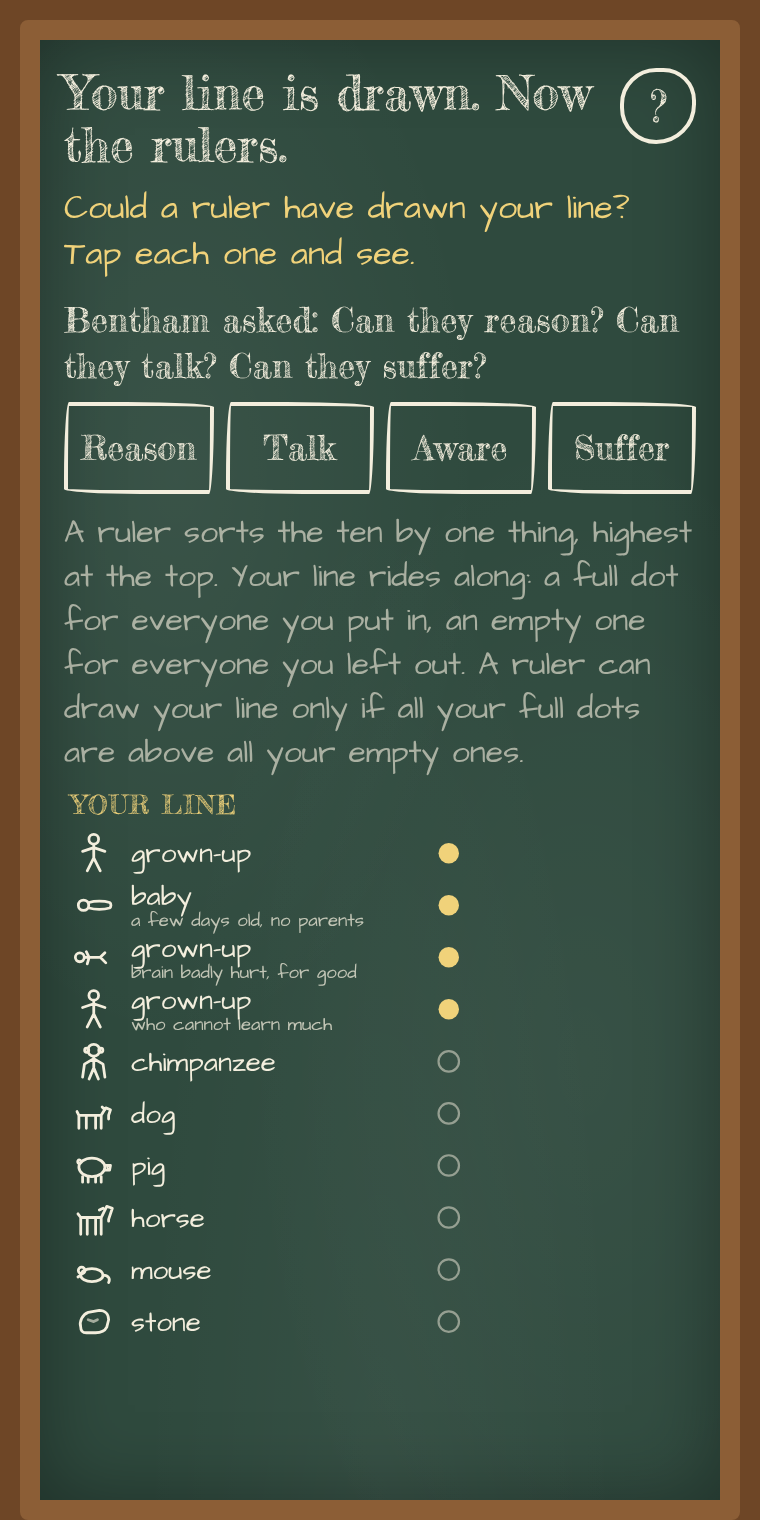 Your line is drawn. Now
the rulers.
?
Could a ruler have drawn your line?
Tap each one and see.
Bentham asked: Can they reason? Can
they talk? Can they suffer?
Reason Talk Aware Suffer
A ruler sorts the ten by one thing, highest
at the top. Your line rides along: a full dot
for everyone you put in, an empty one
for everyone you left out. A ruler can
draw your line only if all your full dots
are above all your empty ones.
YOUR LINE
grown-up
baby
a few days old, no parents
grown-up
brain badly hurt, for good
grown-up
who cannot learn much
chimpanzee
dog
pig
horse
mouse
stone